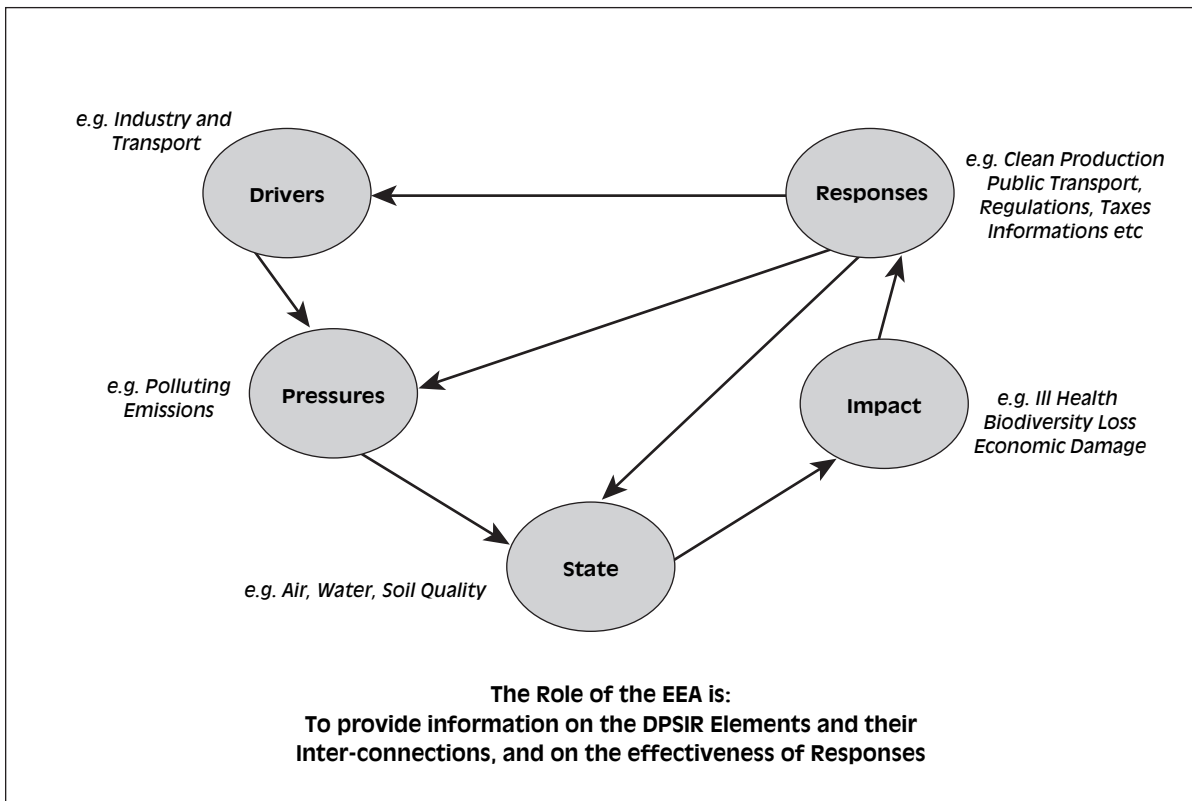 e.g. Industry and
Transport
Drivers
Responses
e.g. Clean Production
Public Transport,
Regulations, Taxes
Informations etc
Pressures
e.g. Polluting
Emissions
Impact
e.g. Ill Health
Biodiversity Loss
Economic Damage
State
e.g. Air, Water, Soil Quality
The Role of the EEA is:
To provide information on the DPSIR Elements and their
Inter-connections, and on the effectiveness of Responses